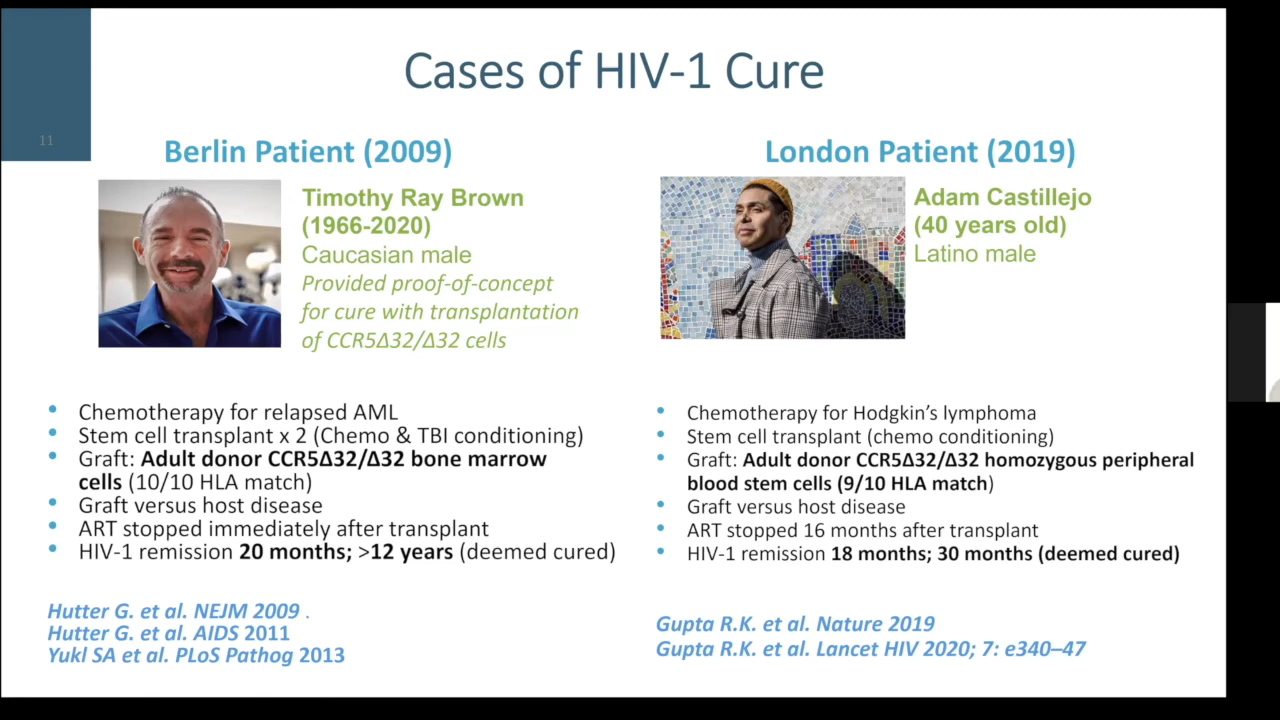 Cases of HIV-1 Cure
11
Berlin Patient (2009)
Timothy Ray Brown
(1966-2020)
Caucasian male
Provided proof-of-concept
for cure with transplantation
of CCR5Δ32/Δ32 cells
• Chemotherapy for relapsed AML
• Stem cell transplant x 2 (Chemo & TBI conditioning)
• Graft: Adult donor CCR5Δ32/Δ32 bone marrow
cells (10/10 HLA match)
• Graft versus host disease
• ART stopped immediately after transplant
• HIV-1 remission 20 months; >12 years (deemed cured)
Hutter G. et al. NEJM 2009 .
Hutter G. et al. AIDS 2011
Yukl SA et al. PLoS Pathog 2013
London Patient (2019)
Adam Castillejo
(40 years old)
Latino male
• Chemotherapy for Hodgkin’s lymphoma
• Stem cell transplant (chemo conditioning)
• Graft: Adult donor CCR5Δ32/Δ32 homozygous peripheral
blood stem cells (9/10 HLA match)
• Graft versus host disease
• ART stopped 16 months after transplant
• HIV-1 remission 18 months; 30 months (deemed cured)
Gupta R.K. et al. Nature 2019
Gupta R.K. et al. Lancet HIV 2020; 7: e340–47